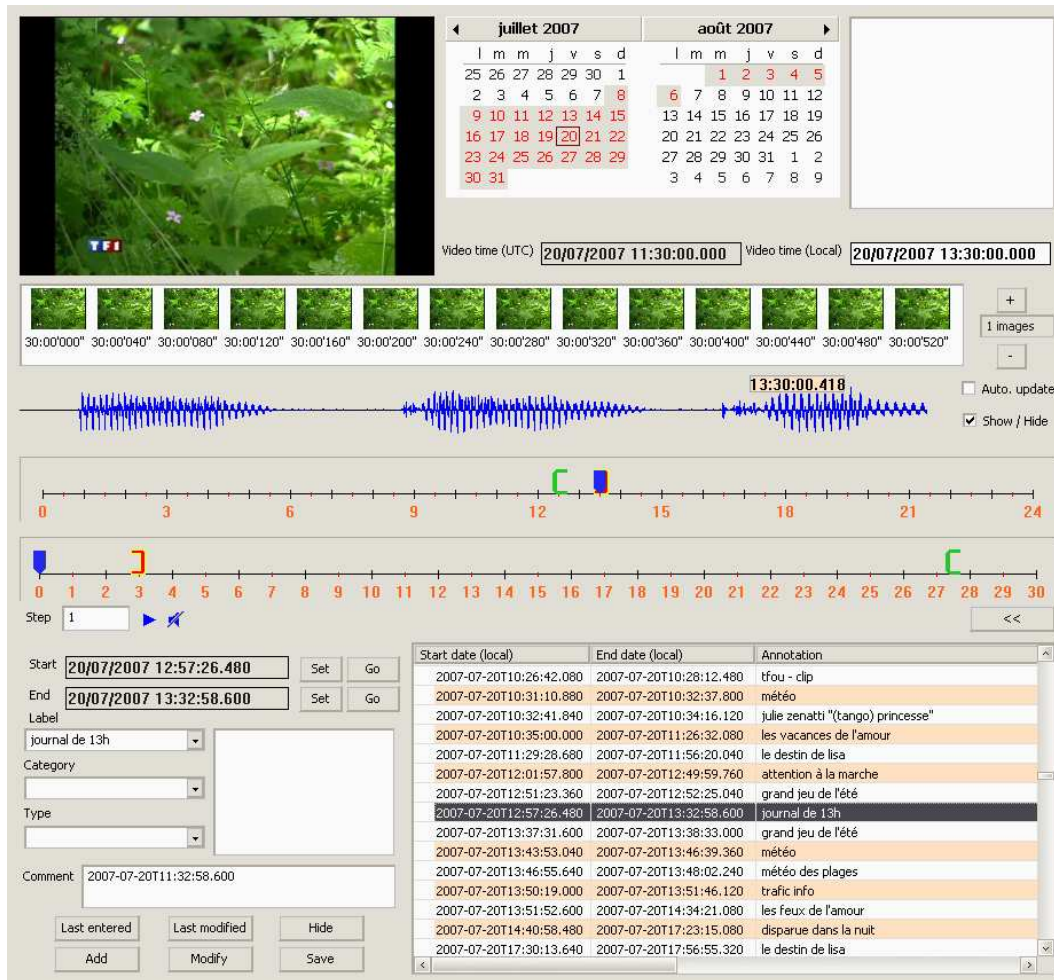 juillet 2007
août 2007
l m m j v s d
l m m j v s d
25 26 27 28 29 30 1
1 2 3 4 5
2 3 4 5 6 7 8
6 7 8 9 10 11 12
9 10 11 12 13 14 15
13 14 15 16 17 18 19
16 17 18 19 20 21 22
20 21 22 23 24 25 26
23 24 25 26 27 28 29
27 28 29 30 31 1 2
30 31
3 4 5 6 7 8 9
TF1
Video time (UTC) 20/07/2007 11:30:00.000 Video time (Local) 20/07/2007 13:30:00.000
30:00'000" 30:00'040" 30:00'080" 30:00'120" 30:00'160" 30:00'200" 30:00'240" 30:00'280" 30:00'320" 30:00'360" 30:00'400" 30:00'440" 30:00'480" 30:00'520"
+
1 images
-
13:30:00.418
Auto. update
Show / Hide
0 3 6 9 12 15 18 21 24
0 1 2 3 4 5 6 7 8 9 10 11 12 13 14 15 16 17 18 19 20 21 22 23 24 25 26 27 28 29 30
Step 1
<<
Start 20/07/2007 12:57:26.480 Set Go
End 20/07/2007 13:32:58.600 Set Go
Label
journal de 13h
Category
Type
Comment 2007-07-20T11:32:58.600
Last entered Last modified Hide
Add Modify Save
Start date (local) End date (local) Annotation
2007-07-20T10:26:42.080 2007-07-20T10:28:12.480 tfou - clip
2007-07-20T10:31:10.880 2007-07-20T10:32:37.800 météo
2007-07-20T10:32:41.840 2007-07-20T10:34:16.120 julie zenatti "(tango) princesse"
2007-07-20T10:35:00.000 2007-07-20T11:26:32.080 les vacances de l'amour
2007-07-20T11:29:28.680 2007-07-20T11:56:20.040 le destin de lisa
2007-07-20T12:01:57.800 2007-07-20T12:49:59.760 attention à la marche
2007-07-20T12:51:23.360 2007-07-20T12:52:25.040 grand jeu de l'été
2007-07-20T12:57:26.480 2007-07-20T13:32:58.600 journal de 13h
2007-07-20T13:37:31.600 2007-07-20T13:38:33.000 grand jeu de l'été
2007-07-20T13:43:53.040 2007-07-20T13:46:39.360 météo
2007-07-20T13:46:55.640 2007-07-20T13:48:02.240 météo des plages
2007-07-20T13:50:19.000 2007-07-20T13:51:46.120 trafic info
2007-07-20T13:51:52.600 2007-07-20T14:34:21.080 les feux de l'amour
2007-07-20T14:40:58.480 2007-07-20T17:23:15.080 disparue dans la nuit
2007-07-20T17:30:13.640 2007-07-20T17:56:55.320 le destin de lisa